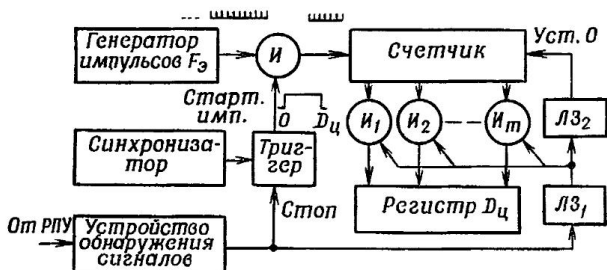 Генератор
импульсов Fэ
И
Счетчик
Уст. 0
Старт.
имп.
0
Dц
И1
И2
Иm
ЛЗ2
Синхрониза-
тор
Триг-
гер
Стоп
Регистр Dц
ЛЗ1
От РПУ
Устройство
обнаружения
сигналов